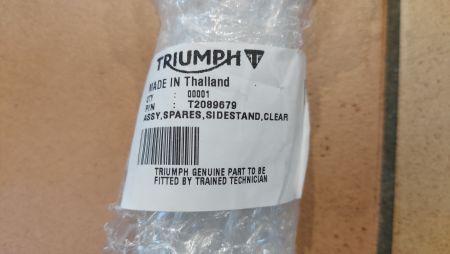 TRIUMPH
MADE IN Thailand
QTY : 00001
P/N : T2089679
ASSY,SPARES,SIDESTAND,CLEAR
TRIUMPH GENUINE PART TO BE
FITTED BY TRAINED TECHNICIAN